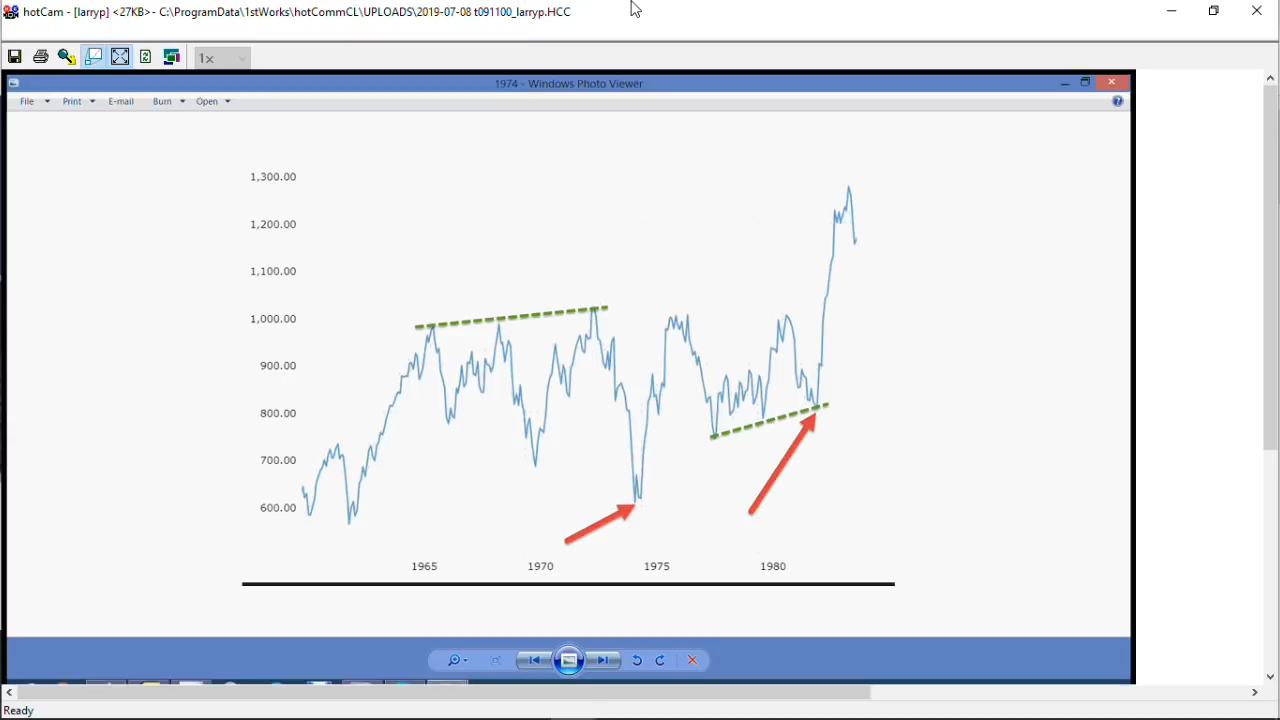 hotCam - [larryp] <27KB>- C:\ProgramData\1stWorks\hotCommCL\UPLOADS\2019-07-08 t091100_larryp.HCC
1x
1974 - Windows Photo Viewer
File Print E-mail Burn Open
1,300.00
1,200.00
1,100.00
1,000.00
900.00
800.00
700.00
600.00
1965 1970 1975 1980
Ready